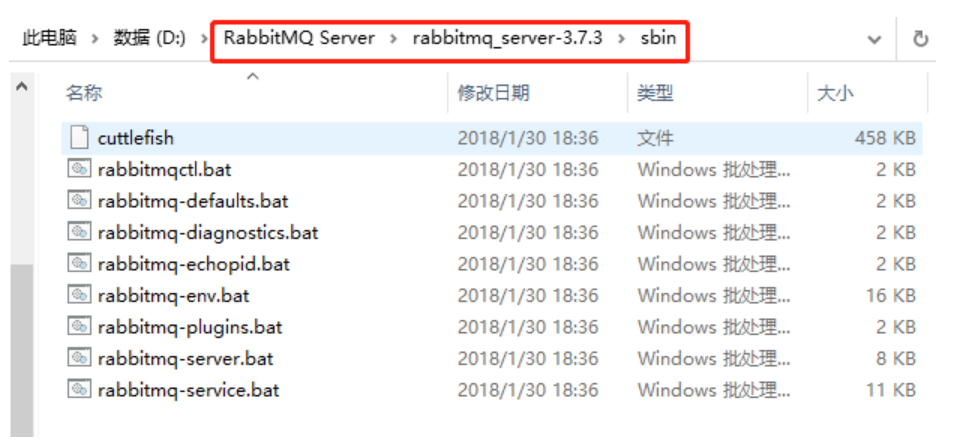 此电脑 > 数据 (D:) > RabbitMQ Server > rabbitmq_server-3.7.3 > sbin
名称 修改日期 类型 大小
cuttlefish 2018/1/30 18:36 文件 458 KB
rabbitmqctl.bat 2018/1/30 18:36 Windows 批处理... 2 KB
rabbitmq-defaults.bat 2018/1/30 18:36 Windows 批处理... 2 KB
rabbitmq-diagnostics.bat 2018/1/30 18:36 Windows 批处理... 2 KB
rabbitmq-echopid.bat 2018/1/30 18:36 Windows 批处理... 2 KB
rabbitmq-env.bat 2018/1/30 18:36 Windows 批处理... 16 KB
rabbitmq-plugins.bat 2018/1/30 18:36 Windows 批处理... 2 KB
rabbitmq-server.bat 2018/1/30 18:36 Windows 批处理... 8 KB
rabbitmq-service.bat 2018/1/30 18:36 Windows 批处理... 11 KB